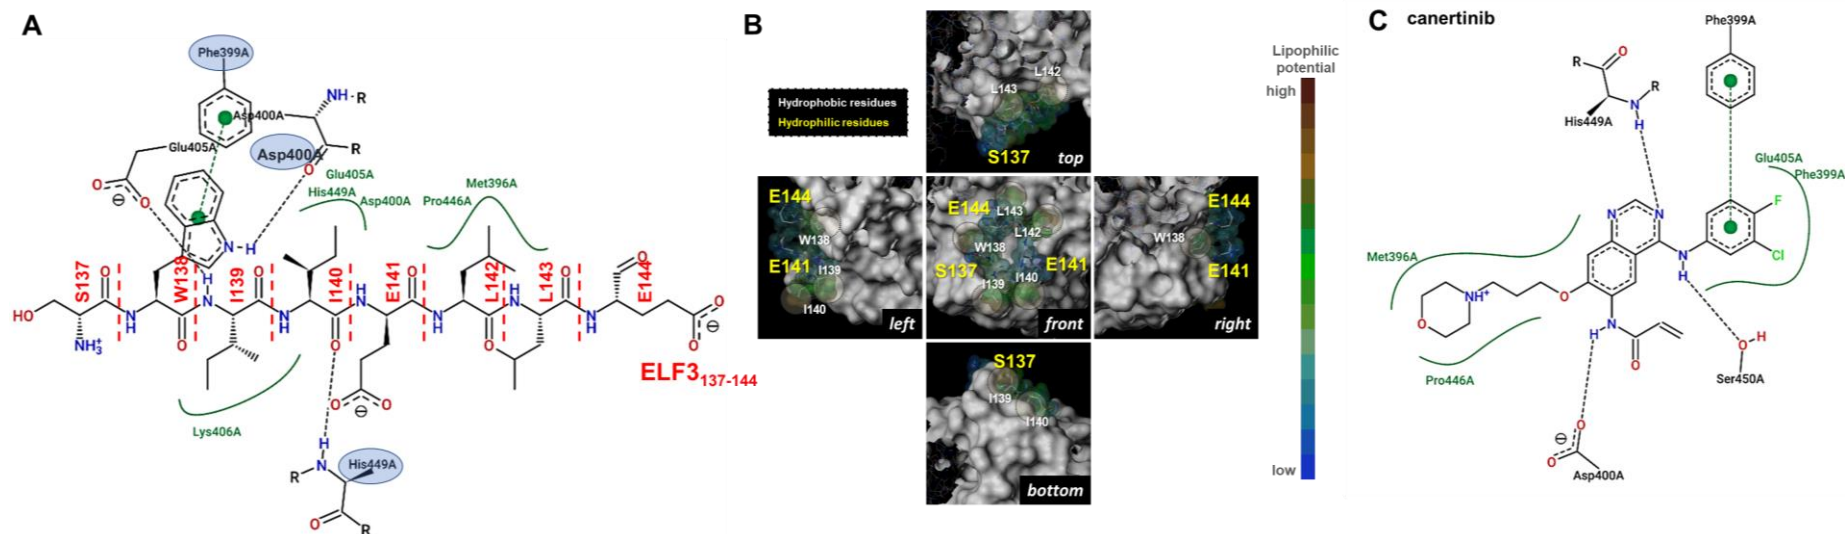 A
Phe399A
NH-R
Asp400A
Glu405A
R
Asp400A
O
O
⊖
O
Glu405A
His449A
Asp400A
Met396A
Pro446A
N-H
S137
W138
I139
I140
E141
L142
L143
E144
HO
NH3+
O
N
H
O
H
N
O
N
H
O
H
N
O
N
H
O
H
N
O
N
H
O
O
O
⊖
O
⊖
O
ELF3137-144
Lys406A
H
N
R
His449A
O
R
B
Hydrophobic residues
Hydrophilic residues
L142
L143
S137
top
E144
W138
E141
I139
I140
left
E144
L143
L142
W138
S137
E141
I140
I139
front
E144
W138
E141
right
S137
I139
I140
bottom
Lipophilic
potential
high
low
C
canertinib
Phe399A
O
R
R
N
H
His449A
Glu405A
Phe399A
N
N
F
Cl
N
H
Met396A
NH+
O
O
H
N
O
O
H
Ser450A
Pro446A
⊖
O
O
Asp400A